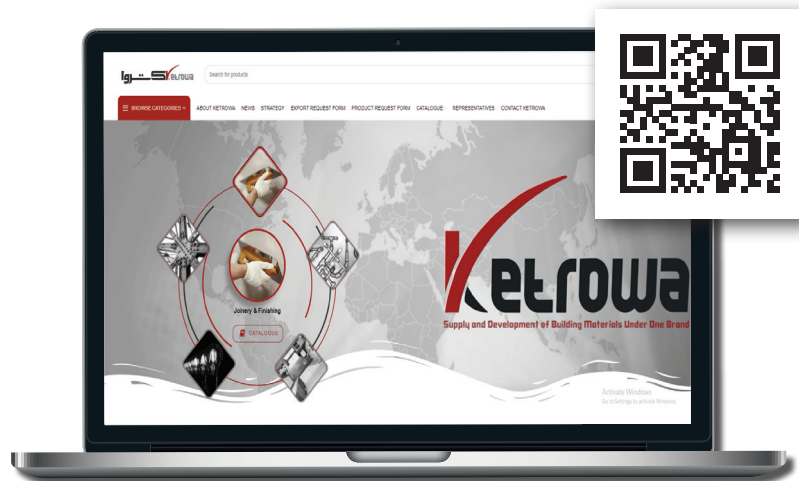 کتروا Ketrowa
Search for products
BROWSE CATEGORIES
ABOUT KETROWA NEWS STRATEGY EXPORT REQUEST FORM PRODUCT REQUEST FORM CATALOGUE REPRESENTATIVES CONTACT KETROWA
Ketrowa
Supply and Development of Building Materials Under One Brand
Joinery & Finishing
CATALOGUE
Activate Windows
Go to Settings to activate Windows.